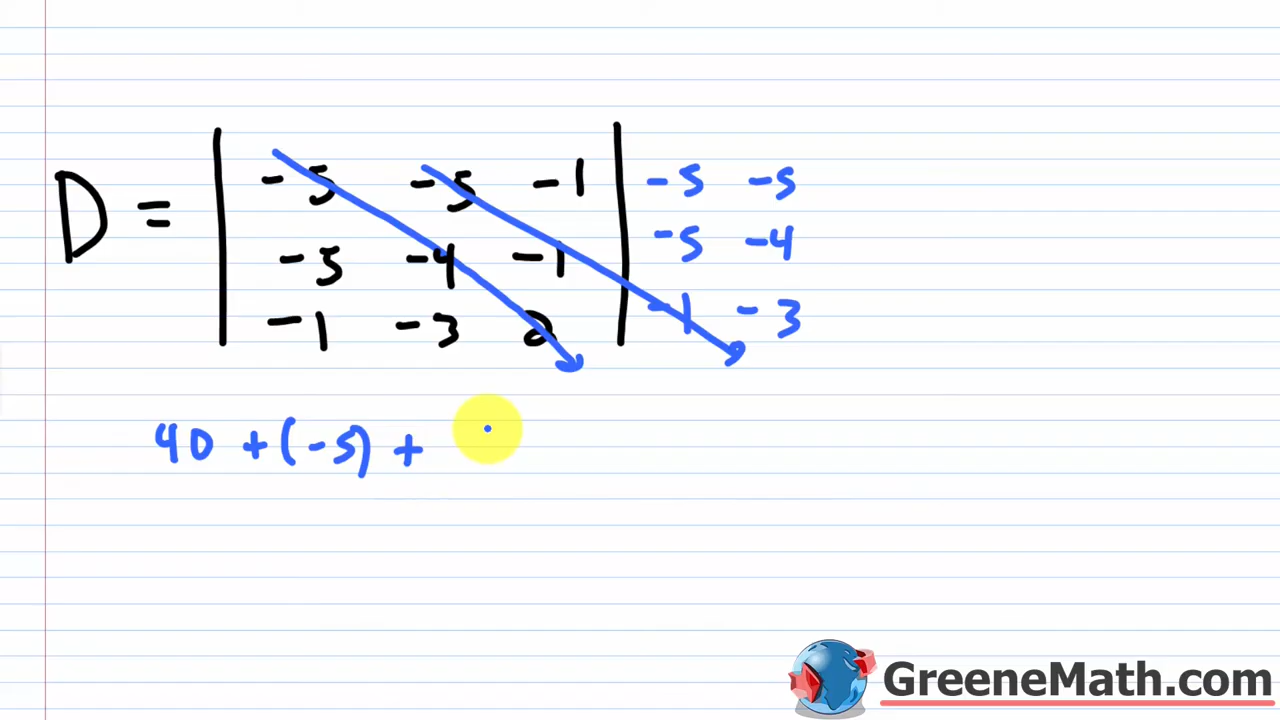 D = | -5 -5 -1 | -5 -5
-5 -4 -1 -5 -4
-1 -3 2 -1 -3
40 + (-5) +
GreeneMath.com